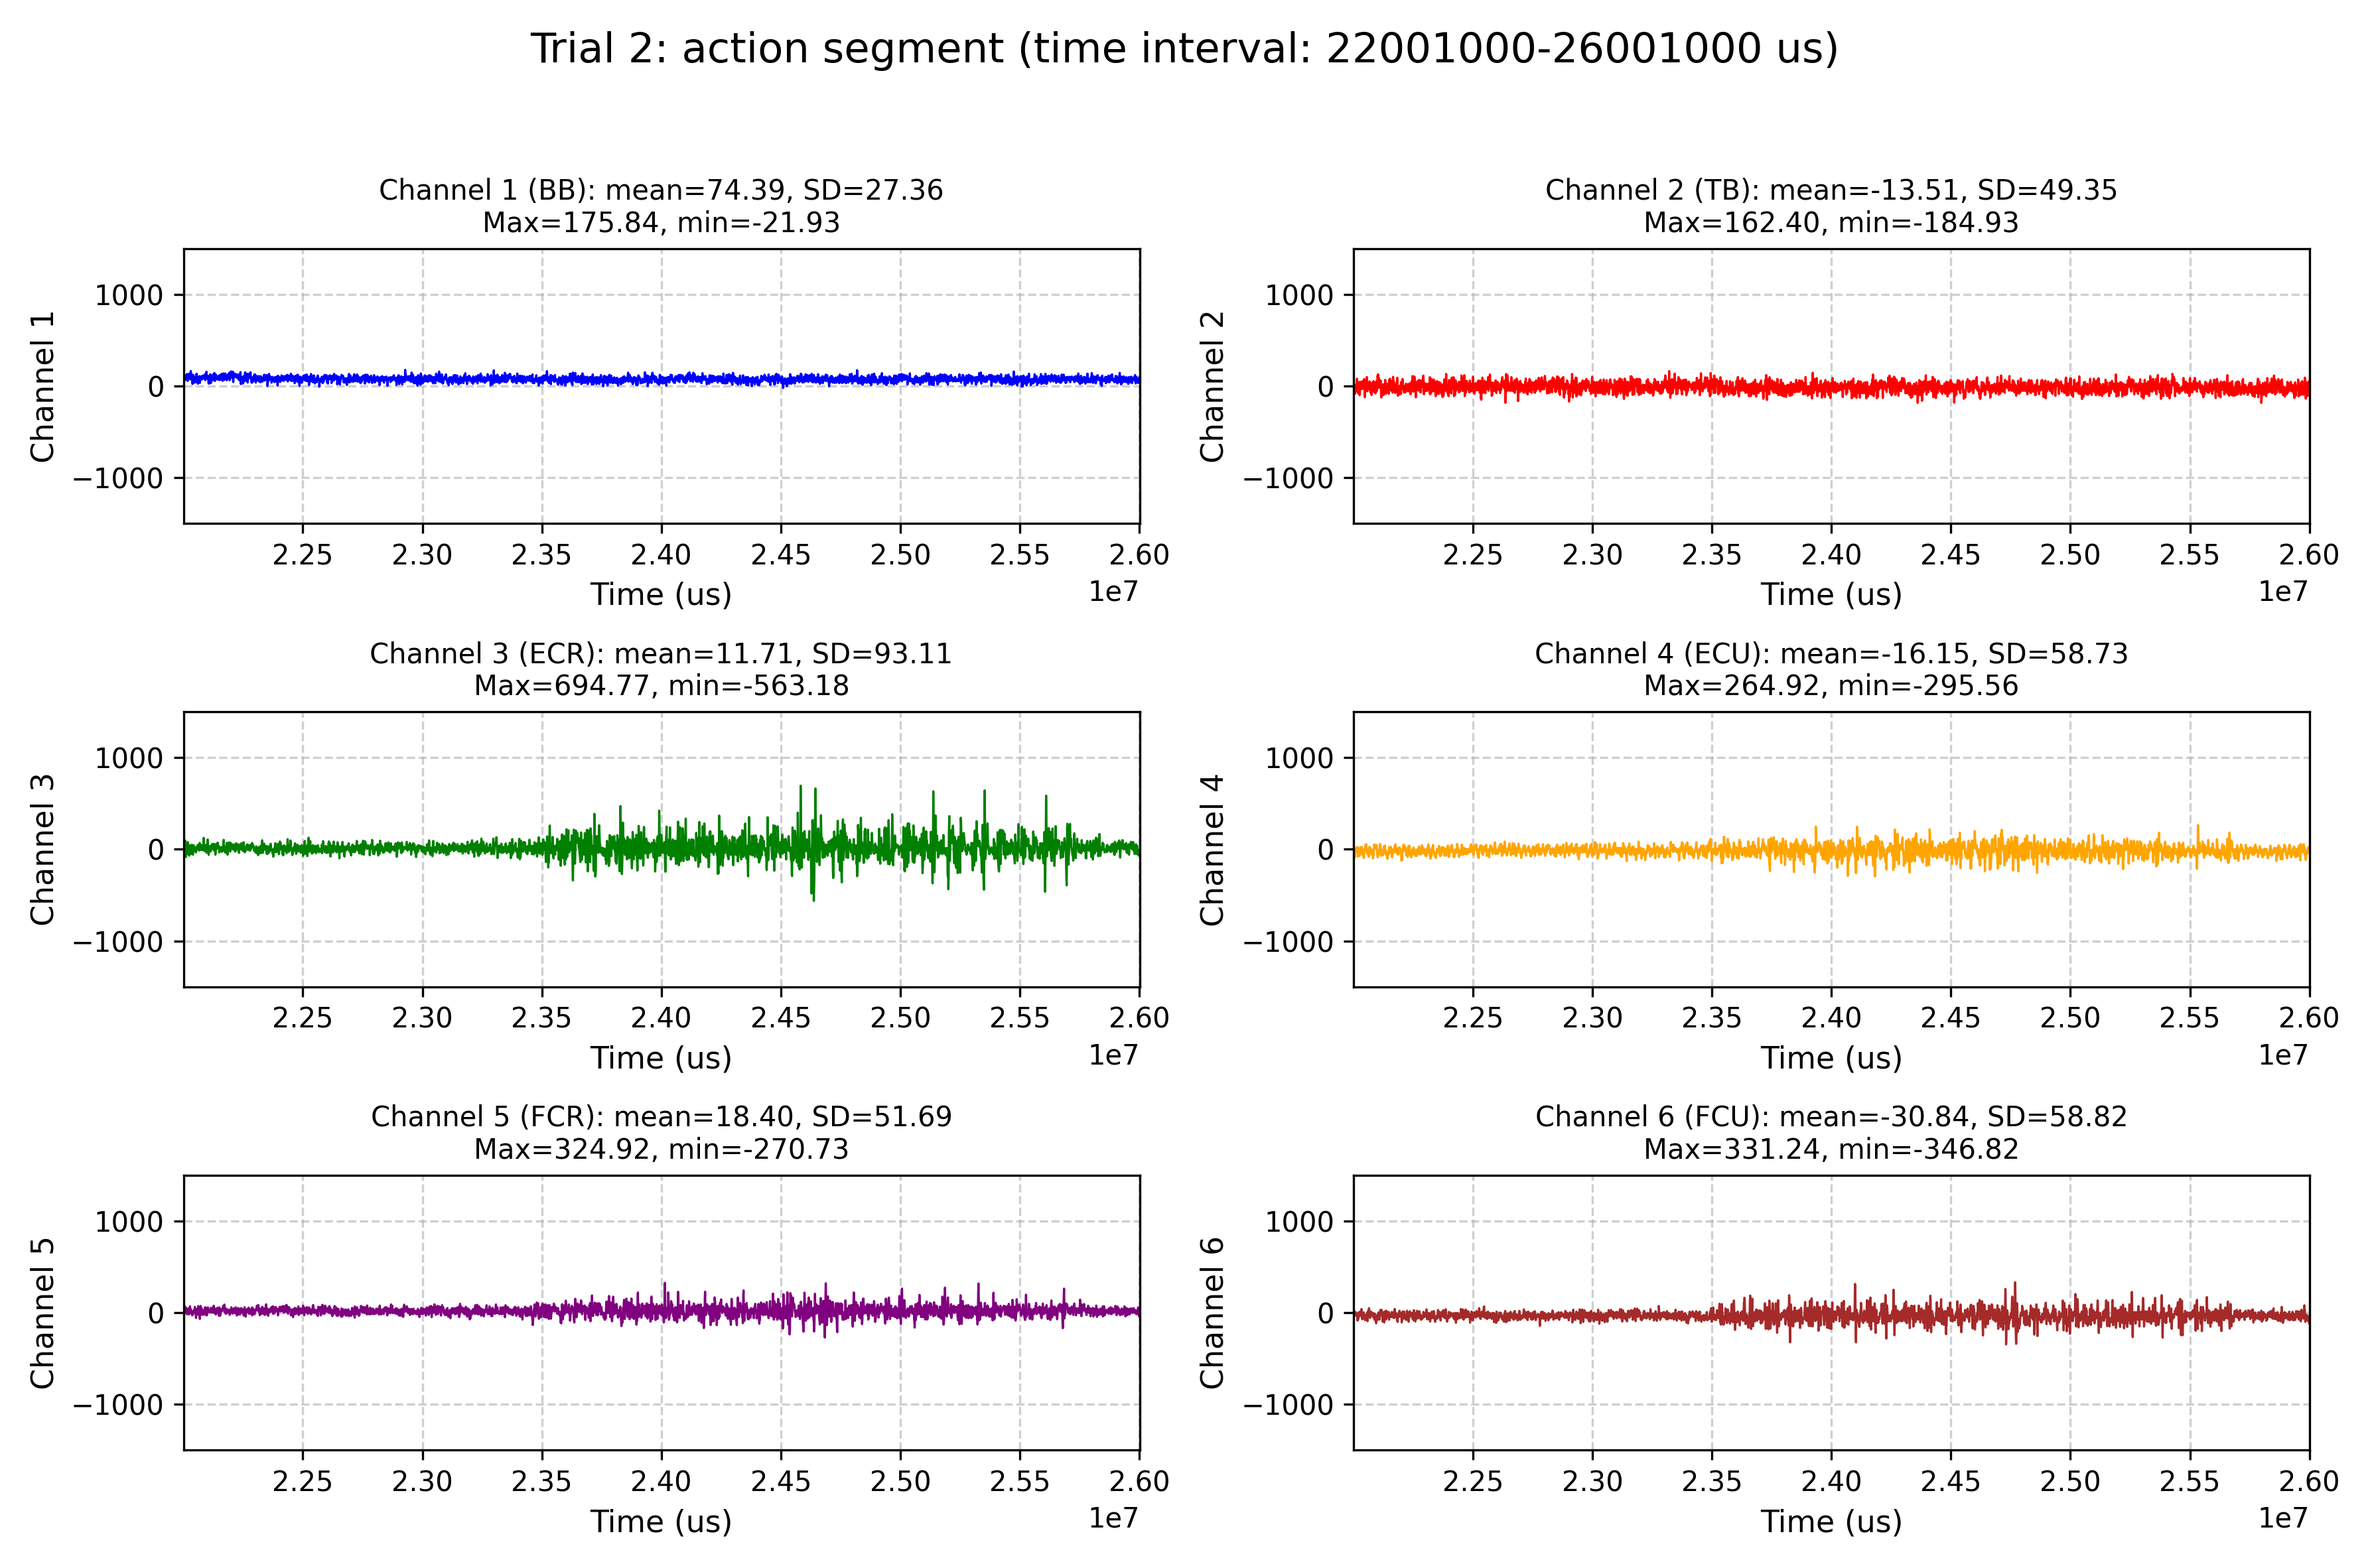 Trial 2: action segment (time interval: 22001000-26001000 us)
Channel 1 (BB): mean=74.39, SD=27.36
Max=175.84, min=-21.93
Channel 1
1000
0
−1000
2.25 2.30 2.35 2.40 2.45 2.50 2.55 2.60
Time (us)
1e7
Channel 2 (TB): mean=-13.51, SD=49.35
Max=162.40, min=-184.93
Channel 2
1000
0
−1000
2.25 2.30 2.35 2.40 2.45 2.50 2.55 2.60
Time (us)
1e7
Channel 3 (ECR): mean=11.71, SD=93.11
Max=694.77, min=-563.18
Channel 3
1000
0
−1000
2.25 2.30 2.35 2.40 2.45 2.50 2.55 2.60
Time (us)
1e7
Channel 4 (ECU): mean=-16.15, SD=58.73
Max=264.92, min=-295.56
Channel 4
1000
0
−1000
2.25 2.30 2.35 2.40 2.45 2.50 2.55 2.60
Time (us)
1e7
Channel 5 (FCR): mean=18.40, SD=51.69
Max=324.92, min=-270.73
Channel 5
1000
0
−1000
2.25 2.30 2.35 2.40 2.45 2.50 2.55 2.60
Time (us)
1e7
Channel 6 (FCU): mean=-30.84, SD=58.82
Max=331.24, min=-346.82
Channel 6
1000
0
−1000
2.25 2.30 2.35 2.40 2.45 2.50 2.55 2.60
Time (us)
1e7